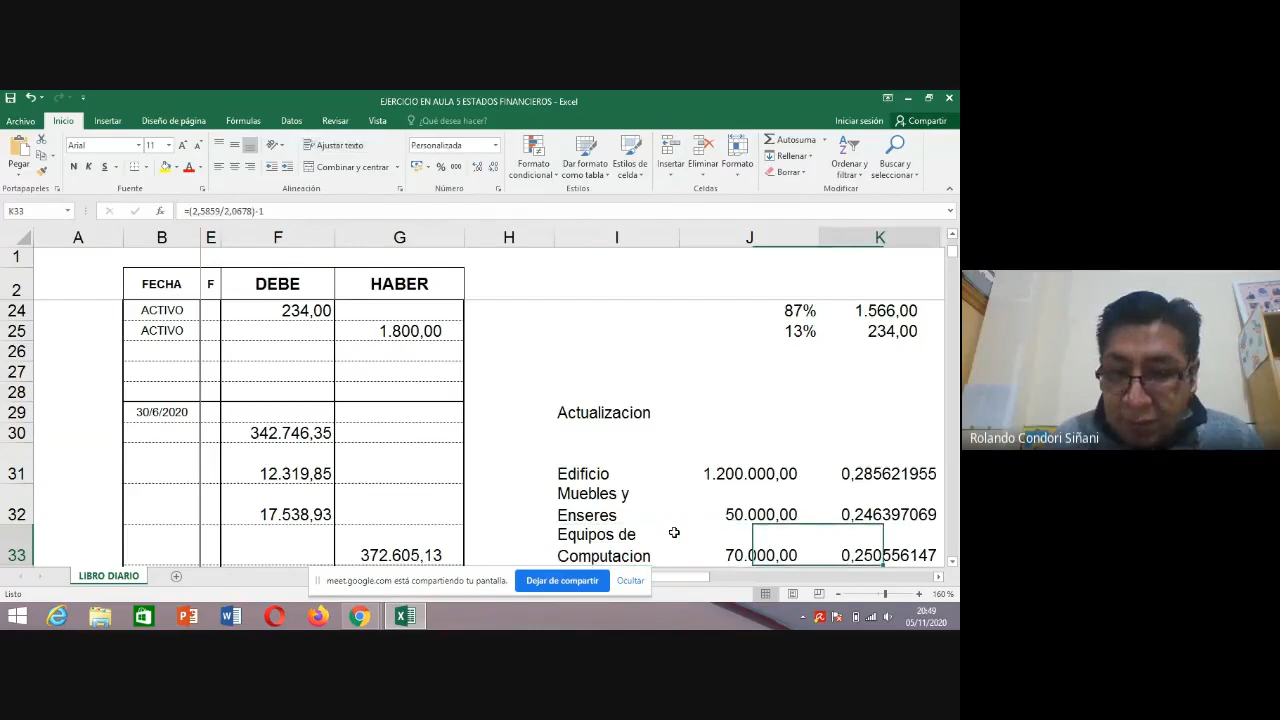 EJERCICIO EN AULA 5 ESTADOS FINANCIEROS - Excel
Archivo Inicio Insertar Diseño de página Fórmulas Datos Revisar Vista ¿Qué desea hacer? Iniciar sesión Compartir
Pegar Arial 11 Ajustar texto Personalizada Autosuma
N K S Combinar y centrar % 000 Rellenar
Formato condicional Dar formato como tabla Estilos de celda Insertar Eliminar Formato Borrar Ordenar y filtrar Buscar y seleccionar
Portapapeles Fuente Alineación Número Estilos Celdas Modificar
K33 fx =(2,5859/2,0678)-1
A B E F G H I J K
1
2 FECHA F DEBE HABER
24 ACTIVO 234,00 87% 1.566,00
25 ACTIVO 1.800,00 13% 234,00
26
27
28
29 30/6/2020 Actualizacion
30 342.746,35
31 12.319,85 Edificio 1.200.000,00 0,285621955
Muebles y
32 17.538,93 Enseres 50.000,00 0,246397069
Equipos de
33 372.605,13 Computacion 70.000,00 0,250556147
LIBRO DIARIO
meet.google.com está compartiendo tu pantalla. Dejar de compartir Ocultar
Listo 160 %
20:49
05/11/2020
Rolando Condori Siñani